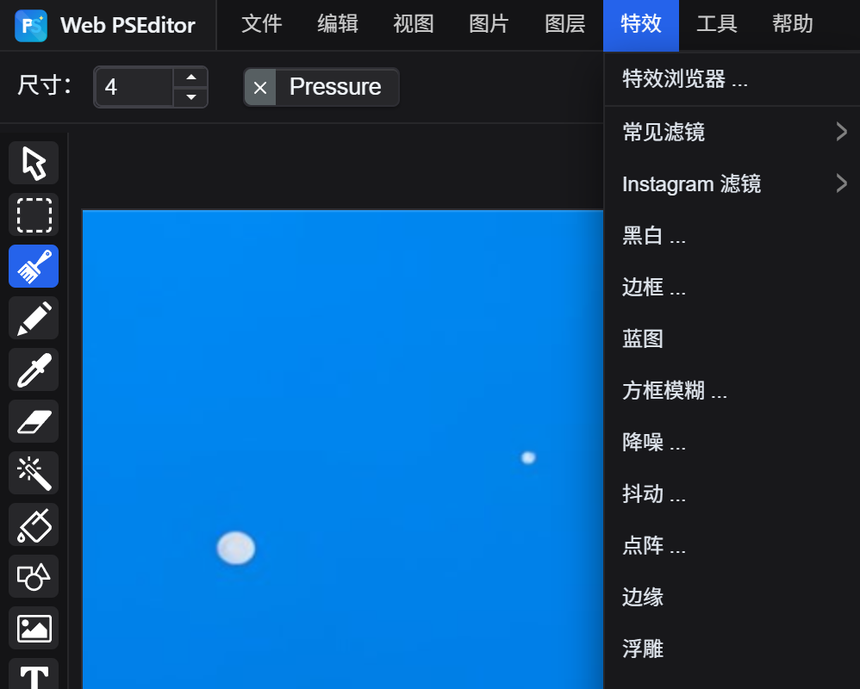 PS Web PSEditor 文件 编辑 视图 图片 图层 特效 工具 帮助
尺寸: 4 × Pressure
特效浏览器 ...
常见滤镜
Instagram 滤镜
黑白 ...
边框 ...
蓝图
方框模糊 ...
降噪 ...
抖动 ...
点阵 ...
边缘
浮雕
T